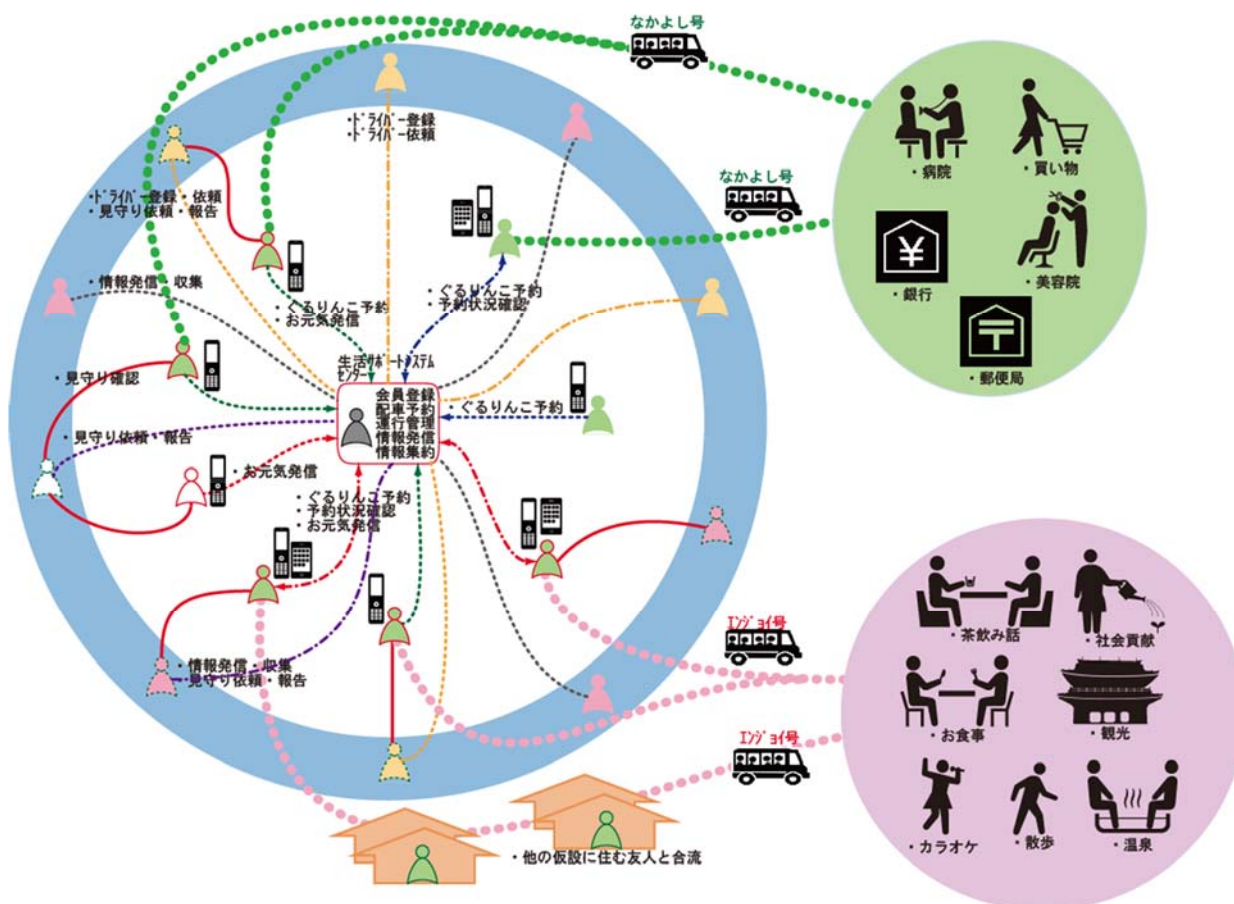 なかよし号
・ﾄﾞﾗｲﾊﾞｰ登録
・ﾄﾞﾗｲﾊﾞｰ依頼
・病院
・買い物
なかよし号
・ﾄﾞﾗｲﾊﾞｰ登録・依頼
・見守り依頼・報告
¥
・銀行
・美容院
・情報発信・収集
・ぐるりんこ予約
・お元気発信
・ぐるりんこ予約
・予約状況確認
〒
・郵便局
・見守り確認
生活ｻﾎﾟｰﾄｼｽﾃﾑ
ｾﾝﾀｰ
会員登録
配車予約
運行管理
情報発信
情報集約
・ぐるりんこ予約
・見守り依頼・報告
・お元気発信
・ぐるりんこ予約
・予約状況確認
・お元気発信
ｴﾝｼﾞｮｲ号
・茶飲み話
・社会貢献
・情報発信・収集
・見守り依頼・報告
・お食事
・観光
ｴﾝｼﾞｮｲ号
・カラオケ
・散歩
・温泉
・他の仮設に住む友人と合流